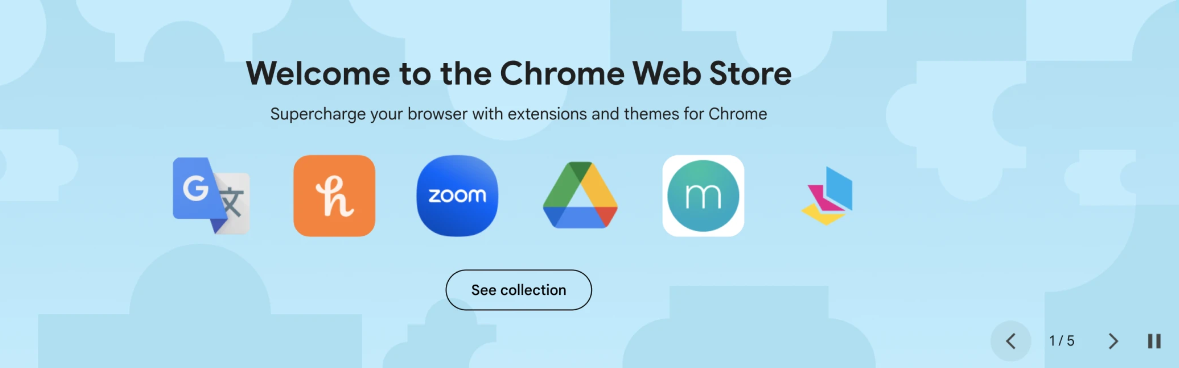 Welcome to the Chrome Web Store
Supercharge your browser with extensions and themes for Chrome
G 文
h
zoom
m
See collection
1 / 5